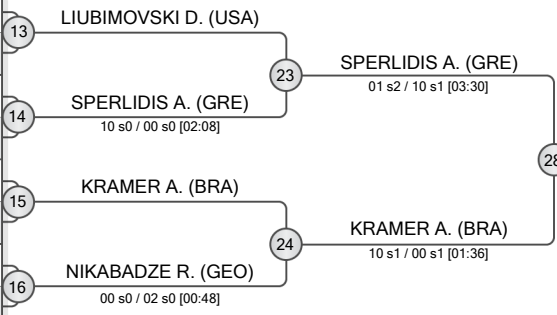 LIUBIMOVSKI D. (USA)
13
23
SPERLIDIS A. (GRE)
01 s2 / 10 s1 [03:30]
SPERLIDIS A. (GRE)
14
10 s0 / 00 s0 [02:08]
28
KRAMER A. (BRA)
15
24
KRAMER A. (BRA)
10 s1 / 00 s1 [01:36]
NIKABADZE R. (GEO)
16
00 s0 / 02 s0 [00:48]